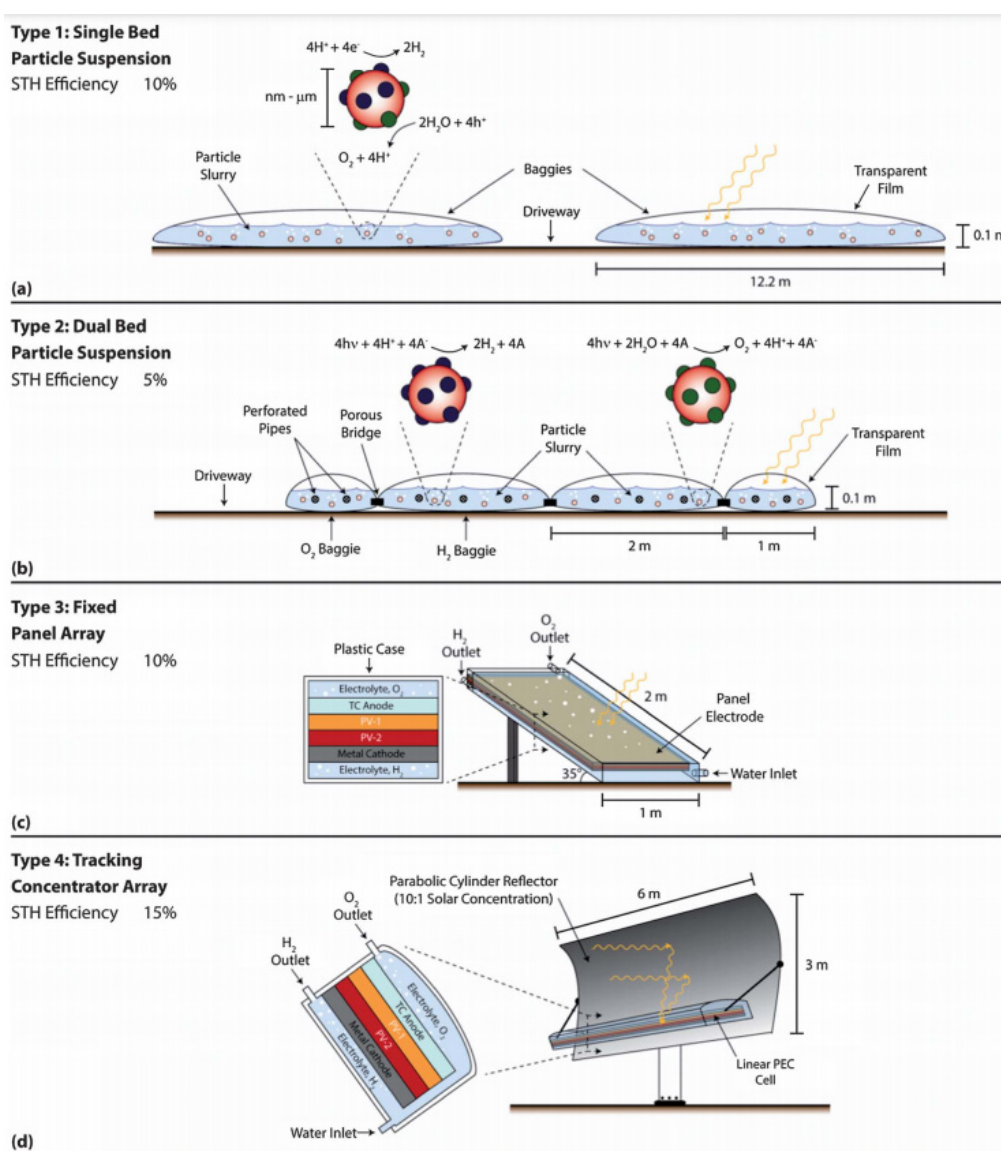 Type 1: Single Bed
Particle Suspension
STH Efficiency 10%
4H⁺ + 4e⁻
2H₂
nm - μm
2H₂O + 4h⁺
O₂ + 4H⁺
Particle
Slurry
Baggies
Driveway
Transparent
Film
0.1 m
12.2 m
(a)
Type 2: Dual Bed
Particle Suspension
STH Efficiency 5%
4hν + 4H⁺ + 4A⁻
2H₂ + 4A
4hν + 2H₂O + 4A
O₂ + 4H⁺ + 4A⁻
Perforated
Pipes
Porous
Bridge
Particle
Slurry
Transparent
Film
Driveway
0.1 m
O₂ Baggie
H₂ Baggie
2 m
1 m
(b)
Type 3: Fixed
Panel Array
STH Efficiency 10%
Plastic Case
Electrolyte, O₂
TC Anode
PV-1
PV-2
Metal Cathode
Electrolyte, H₂
H₂
Outlet
O₂
Outlet
2 m
Panel
Electrode
Water Inlet
35°
1 m
(c)
Type 4: Tracking
Concentrator Array
STH Efficiency 15%
Parabolic Cylinder Reflector
(10:1 Solar Concentration)
6 m
3 m
O₂
Outlet
H₂
Outlet
Electrolyte, O₂
TC Anode
PV-1
PV-2
Metal Cathode
Electrolyte, H₂
Water Inlet
Linear PEC
Cell
(d)